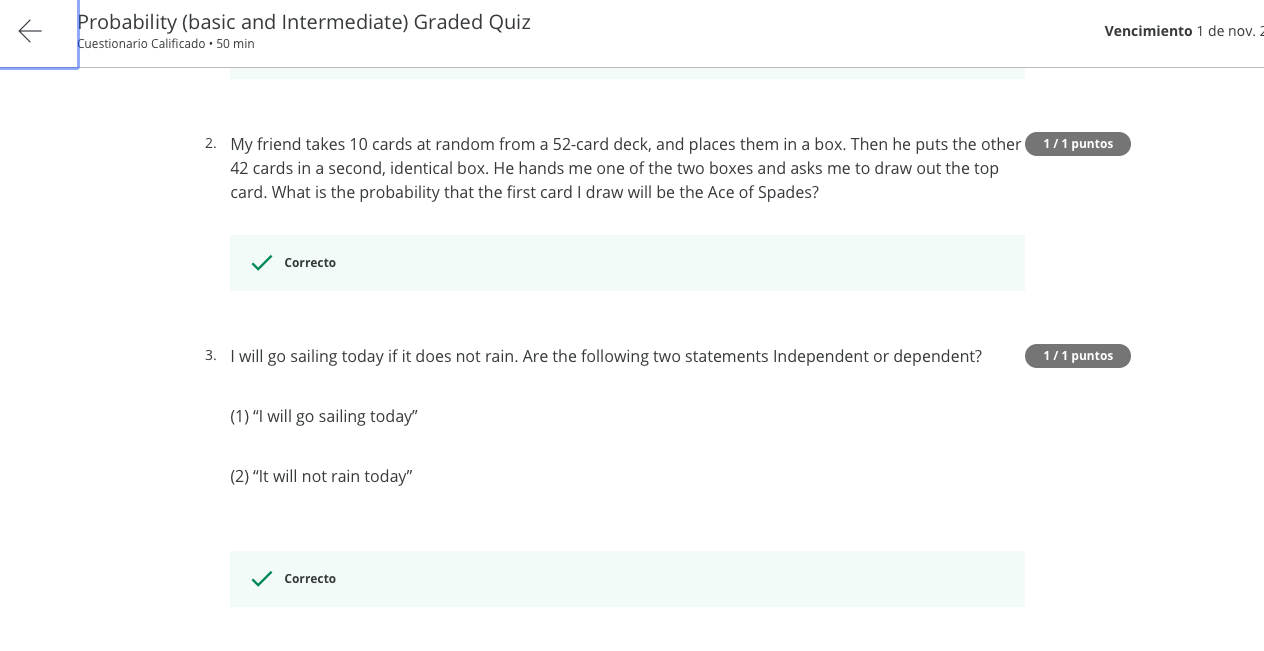 Probability (basic and Intermediate) Graded Quiz
Cuestionario Calificado • 50 min
Vencimiento 1 de nov. 2
2. My friend takes 10 cards at random from a 52-card deck, and places them in a box. Then he puts the other 1 / 1 puntos
42 cards in a second, identical box. He hands me one of the two boxes and asks me to draw out the top
card. What is the probability that the first card I draw will be the Ace of Spades?
Correcto
3. I will go sailing today if it does not rain. Are the following two statements Independent or dependent? 1 / 1 puntos
(1) “I will go sailing today”
(2) “It will not rain today”
Correcto